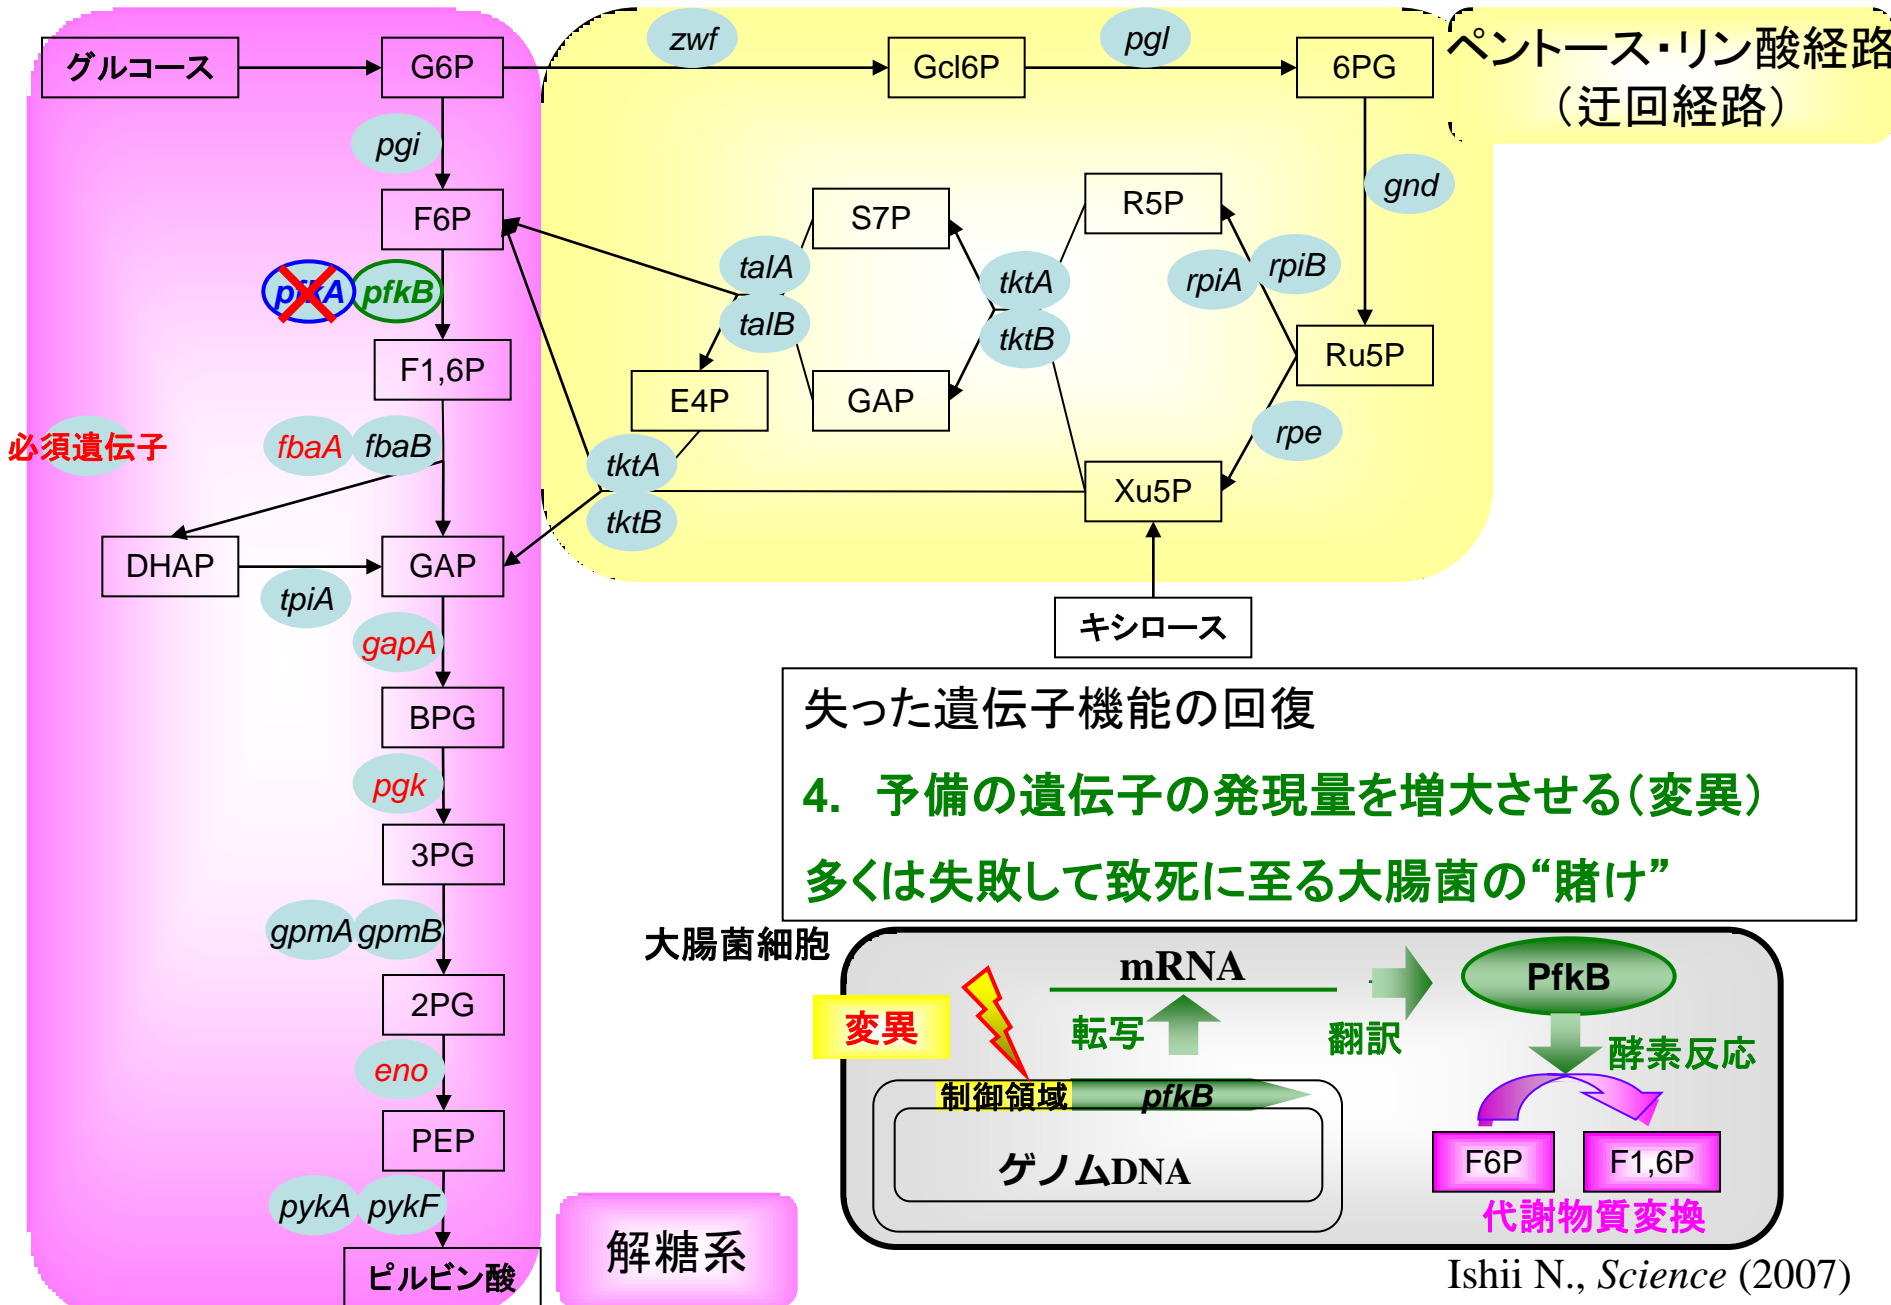 グルコース
G6P
zwf
Gcl6P
pgl
6PG
ペントース・リン酸経路
（迂回経路）
pgi
gnd
F6P
S7P
R5P
talA
talB
tktA
tktB
rpiA
rpiB
pfkA
pfkB
F1,6P
E4P
GAP
Ru5P
必須遺伝子
fbaA
fbaB
tktA
tktB
rpe
Xu5P
DHAP
GAP
tpiA
キシロース
gapA
BPG
pgk
3PG
gpmA
gpmB
2PG
eno
PEP
pykA
pykF
ピルビン酸
解糖系
失った遺伝子機能の回復
4. 予備の遺伝子の発現量を増大させる（変異）
多くは失敗して致死に至る大腸菌の“賭け”
大腸菌細胞
mRNA
PfkB
変異
転写
翻訳
酵素反応
制御領域
pfkB
ゲノムDNA
F6P
F1,6P
代謝物質変換
Ishii N., Science (2007)